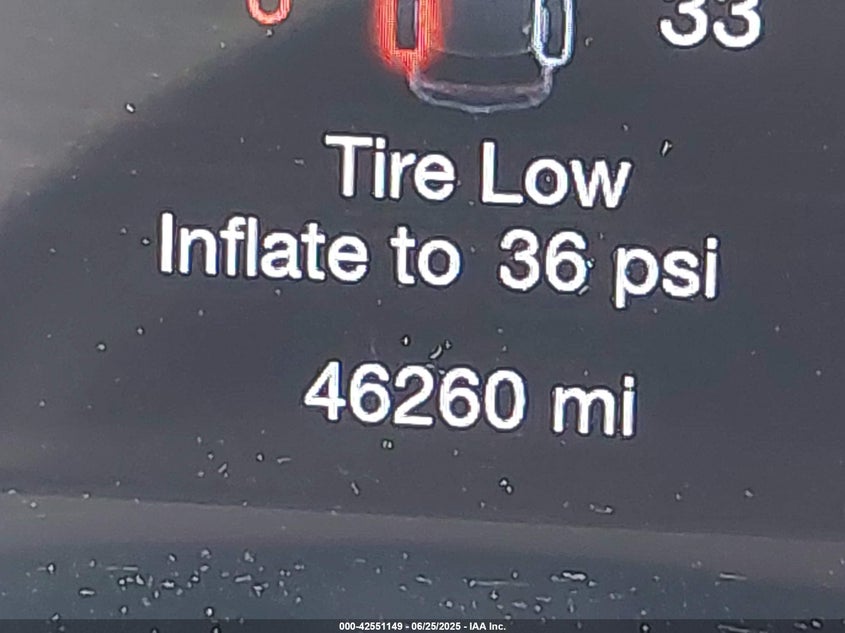 33
Tire Low
Inflate to 36 psi
46260 mi
000-42551149 - 06/25/2025 - IAA Inc.